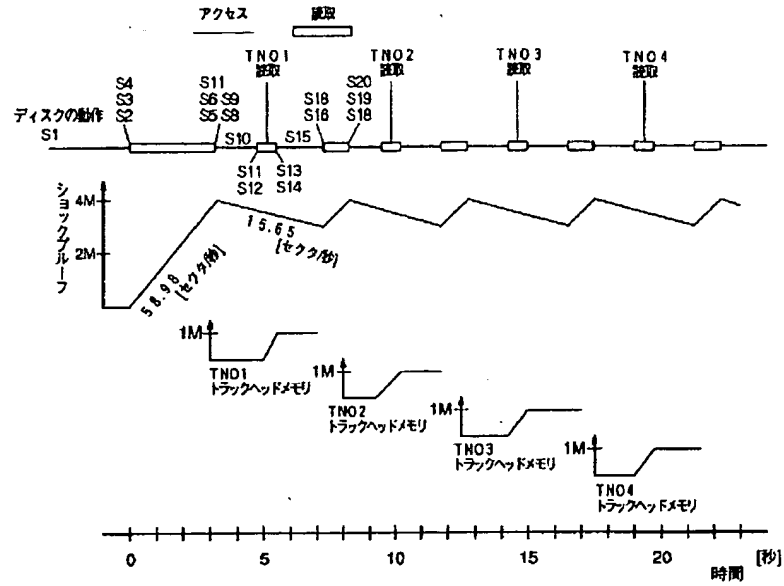 アクセス
読取
TNO1
読取
TNO2
読取
TNO3
読取
TNO4
読取
S4
S3
S2
S11
S6 S9
S5 S8
S18
S16
S20
S19
S18
ディスクの動作
S1
S10
S15
S11
S12
S13
S14
ショックプルーフ
4M
2M
58.98
[セクタ/秒]
15.65
[セクタ/秒]
1M
TNO1
トラックヘッドメモリ
1M
TNO2
トラックヘッドメモリ
1M
TNO3
トラックヘッドメモリ
1M
TNO4
トラックヘッドメモリ
0 5 10 15 20 [秒]
時間